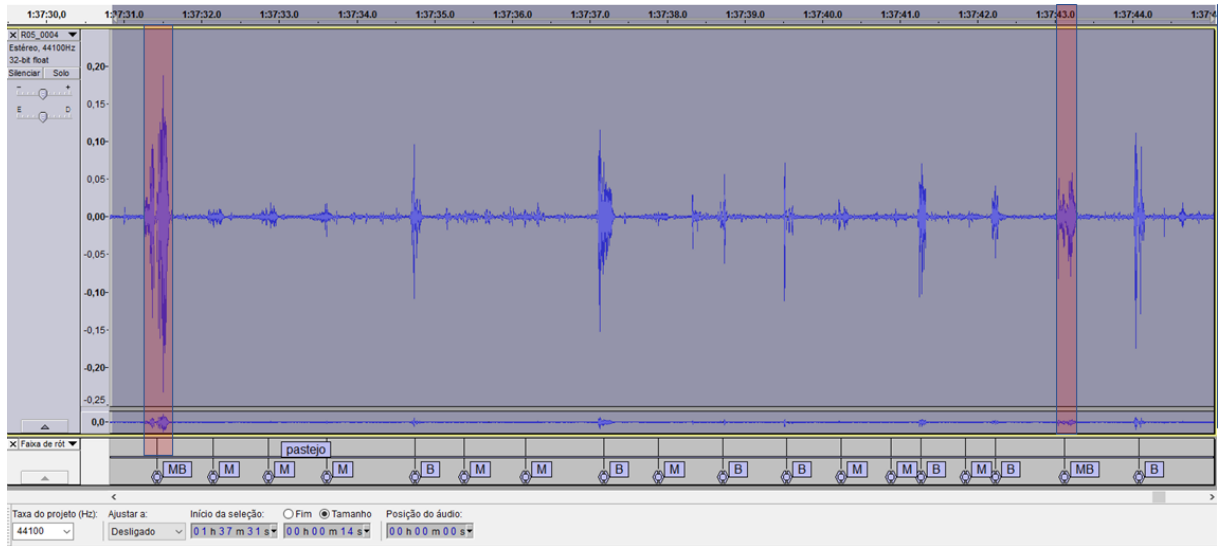 1:37:30,0 1:37:31.0 1:37:32.0 1:37:33.0 1:37:34.0 1:37:35.0 1:37:36.0 1:37:37.0 1:37:38.0 1:37:39.0 1:37:40.0 1:37:41.0 1:37:42.0 1:37:43.0 1:37:44.0 1:37:4
R05_0004
Estéreo, 44100Hz
32-bit float
Silenciar Solo
- +
E D
0,20
0,15
0,10
0,05
0,00
-0,05
-0,10
-0,15
-0,20
-0,25
0,0
Faixa de rót
pastejo
MB M M M B M M B M B B M M B M B MB B
Taxa do projeto (Hz): Ajustar a: Início da seleção: Fim Tamanho Posição do áudio:
44100 Desligado 01 h 37 m 31 s 00 h 00 m 14 s 00 h 00 m 00 s